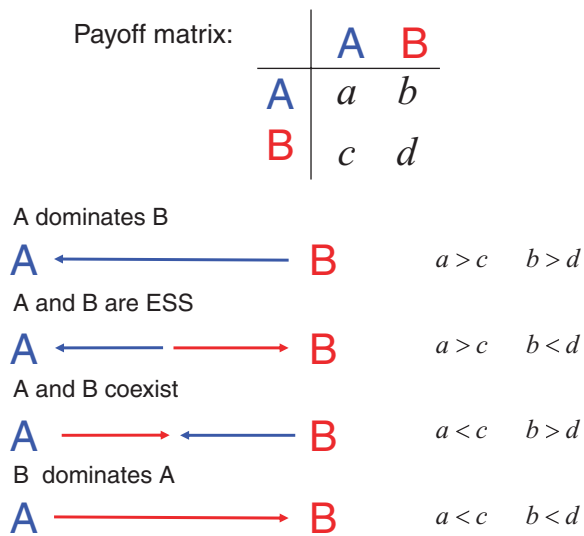 Payoff matrix:
A B
A a b
B c d
A dominates B
A B a > c b > d
A and B are ESS
A B a > c b < d
A and B coexist
A B a < c b > d
B dominates A
A B a < c b < d